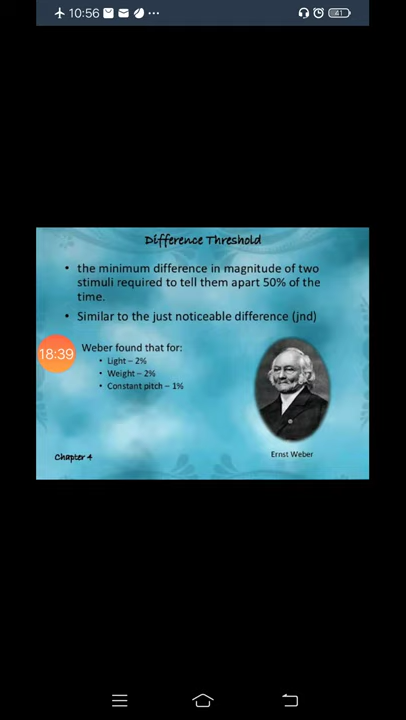 10:56
41
Difference Threshold
• the minimum difference in magnitude of two
stimuli required to tell them apart 50% of the
time.
• Similar to the just noticeable difference (jnd)
18:39
Weber found that for:
• Light – 2%
• Weight – 2%
• Constant pitch – 1%
Ernst Weber
Chapter 4